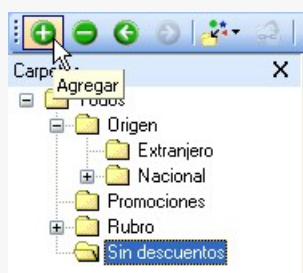 Agregar
Origen
Extranjero
Nacional
Promociones
Rubro
Sin descuentos